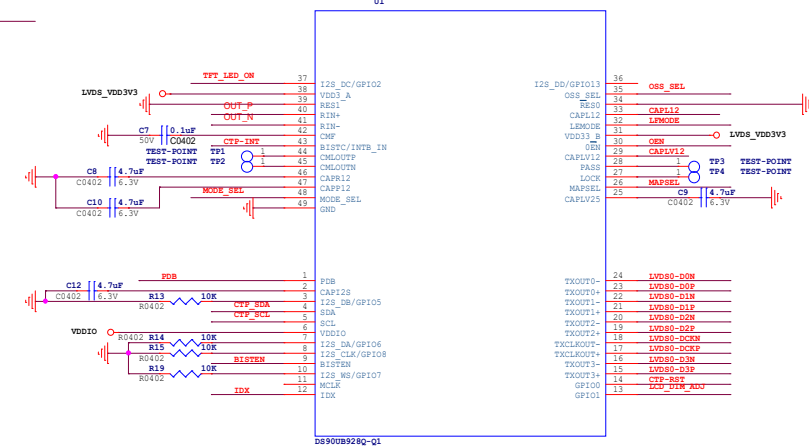 U1
TFT_LED_ON 37 I2S_DC/GPIO2 I2S_DD/GPIO13 36
LVDS_VDD3V3 38 VDD3_A OSS_SEL 35 OSS_SEL
39 RES1 RES0 34
OUT_P 40 RIN+ CAPL12 33 CAPL12
OUT_N 41 RIN- LEMODE 32 LFMODE
C7 0.1uF 42 CMF VDD33_B 31 LVDS_VDD3V3
50V C0402
CTP-INT 43 BISTC/INTB_IN OEN 30 OEN
TEST-POINT TP1 1 44 CMLOUTP CAPLV12 29 CAPLV12
TEST-POINT TP2 1 45 CMLOUTN PASS 28 1 TP3 TEST-POINT
C8 4.7uF 46 CAPR12 LOCK 27 1 TP4 TEST-POINT
C0402 6.3V 47 CAPP12 MAPSEL 26 MAPSEL
MODE_SEL 48 MODE_SEL CAPLV25 25 C9 4.7uF
C10 4.7uF 49 GND C0402 6.3V
C0402 6.3V
PDB 1 PDB TXOUT0- 24 LVDS0-D0N
C12 4.7uF 2 CAPI2S TXOUT0+ 23 LVDS0-D0P
C0402 6.3V R13 10K 3 I2S_DB/GPIO5 TXOUT1- 22 LVDS0-D1N
R0402 CTP_SDA 4 SDA TXOUT1+ 21 LVDS0-D1P
CTP_SCL 5 SCL TXOUT2- 20 LVDS0-D2N
VDDIO 6 VDDIO TXOUT2+ 19 LVDS0-D2P
R0402 R14 10K 7 I2S_DA/GPIO6 TXCLKOUT- 18 LVDS0-DCKN
R15 10K 8 I2S_CLK/GPIO8 TXCLKOUT+ 17 LVDS0-DCKP
R0402 BISTEN 9 BISTEN TXOUT3- 16 LVDS0-D3N
R19 10K 10 I2S_WS/GPIO7 TXOUT3+ 15 LVDS0-D3P
R0402 11 MCLK GPIO0 14 CTP-RST
IDX 12 IDX GPIO1 13 LCD_DIM_ADJ
DS90UB928Q-Q1